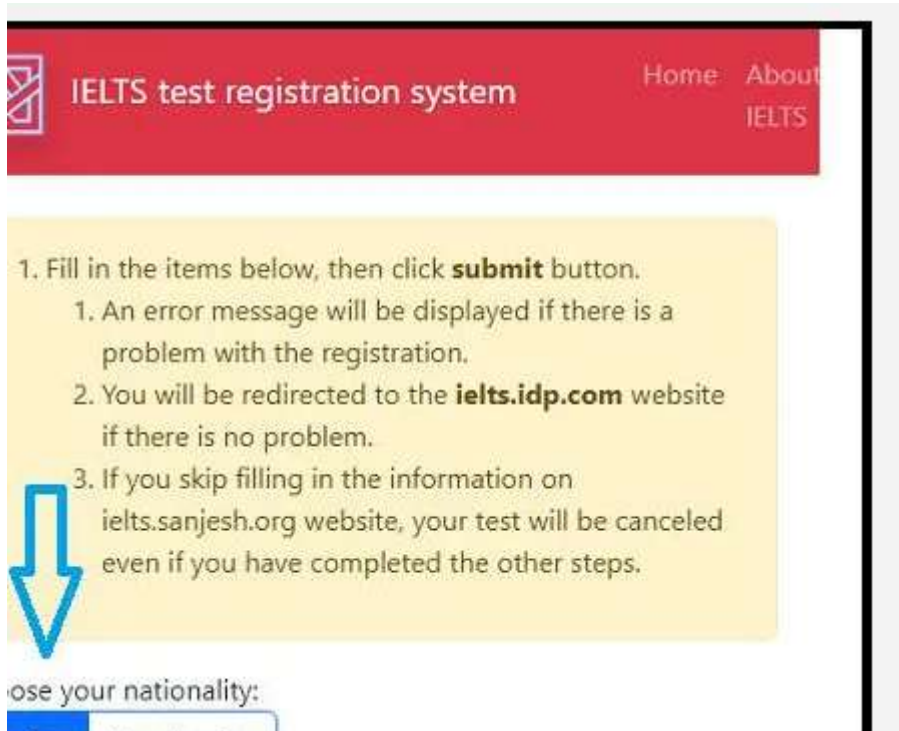 IELTS test registration system
Home About
IELTS
1. Fill in the items below, then click submit button.
1. An error message will be displayed if there is a
problem with the registration.
2. You will be redirected to the ielts.idp.com website
if there is no problem.
3. If you skip filling in the information on
ielts.sanjesh.org website, your test will be canceled
even if you have completed the other steps.
ose your nationality: